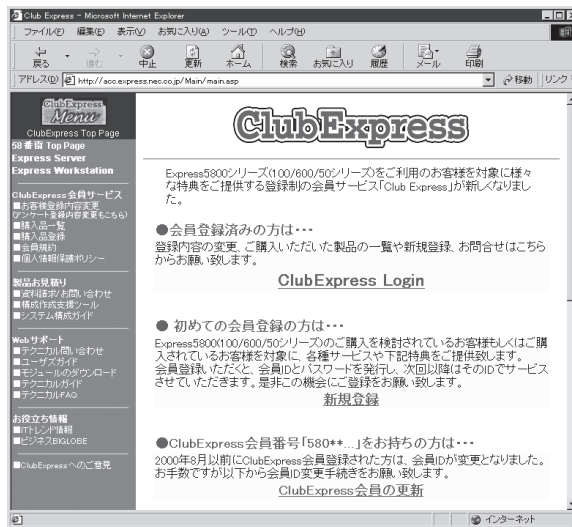 Club Express - Microsoft Internet Explorer
ファイル(F) 編集(E) 表示(V) お気に入り(A) ツール(T) ヘルプ(H)
戻る 進む 中止 更新 ホーム 検索 お気に入り 履歴 メール 印刷
アドレス(D) http://acc.express.nec.co.jp/Main/main.asp 移動 リンク
ClubExpress
Menu
ClubExpress Top Page
58番街 Top Page
Express Server
Express Workstation
ClubExpress会員サービス
■お客様登録内容変更
(アンケート登録内容変更もこちら)
■購入品一覧
■購入品登録
■会員規約
■個人情報保護ポリシー
製品お見積り
■資料請求/お問い合わせ
■構成作成支援ツール
■システム構成ガイド
Webサポート
■テクニカル問い合わせ
■ユーザズガイド
■モジュールのダウンロード
■テクニカルガイド
■テクニカルFAQ
お役立ち情報
■ITトレンド情報
■ビジネスBIGLOBE
■ClubExpressへのご意見
ClubExpress
Express5800シリーズ(100/600/50シリーズ)をご利用のお客様を対象に様々
な特典をご提供する登録制の会員サービス「Club Express」が新しくなりまし
た。
●会員登録済みの方は・・・
登録内容の変更、ご購入いただいた製品の一覧や新規登録、お問合せはこちら
からお願い致します。
ClubExpress Login
● 初めての会員登録の方は・・・
Express5800(100/600/50シリーズ)のご購入を検討されているお客様もしくはご購
入されているお客様を対象に、各種サービスや下記特典をご提供致します。
会員登録いただくと、会員IDとパスワードを発行し、次回以降はそのIDでサービス
させていただきます。是非この機会にご登録をお願い致します。
新規登録
●ClubExpress会員番号「580**...」をお持ちの方は・・・
2000年8月以前にClubExpress会員登録された方は、会員IDが変更となりました。
お手数ですが以下から会員ID変更手続きをお願い致します。
ClubExpress会員の更新
インターネット